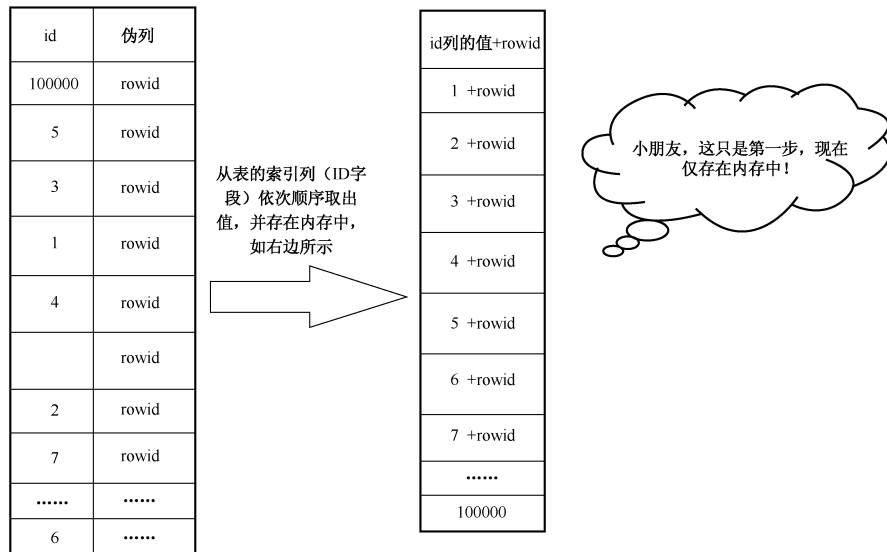 id 伪列
100000 rowid
5 rowid
3 rowid
1 rowid
4 rowid
rowid
2 rowid
7 rowid
…… ……
6 ……
从表的索引列（ID字
段）依次顺序取出
值，并存在内存中，
如右边所示
id列的值+rowid
1 +rowid
2 +rowid
3 +rowid
4 +rowid
5 +rowid
6 +rowid
7 +rowid
……
100000
小朋友，这只是第一步，现在
仅存在内存中！